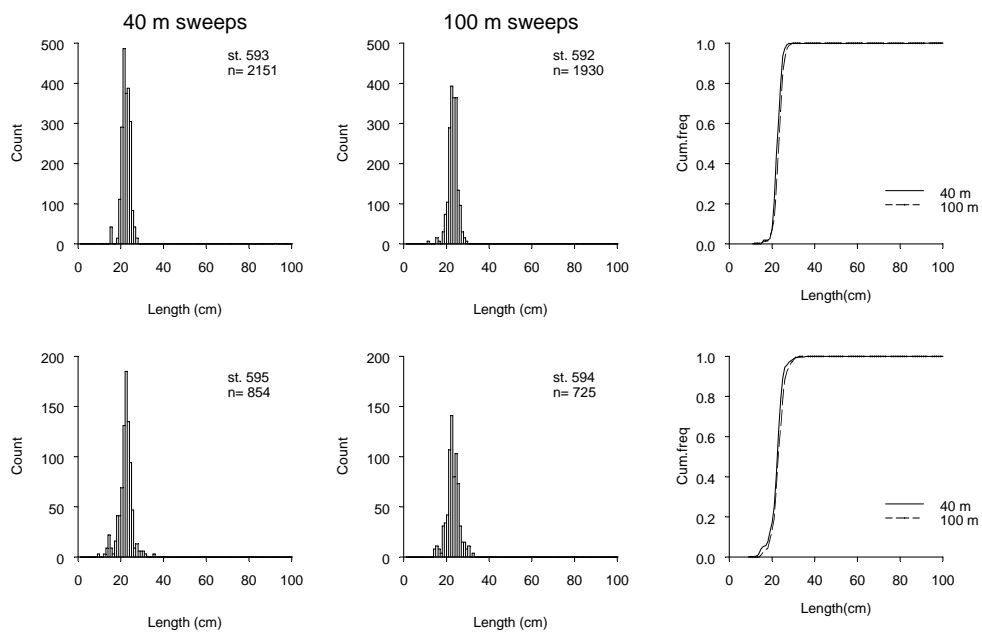 40 m sweeps
100 m sweeps
500
400
300
200
100
0
Count
st. 593
n= 2151
0 20 40 60 80 100
Length (cm)
500
400
300
200
100
0
Count
st. 592
n= 1930
0 20 40 60 80 100
Length (cm)
1.0
0.8
0.6
0.4
0.2
0.0
Cum.freq
40 m
100 m
0 20 40 60 80 100
Length(cm)
200
150
100
50
0
Count
st. 595
n= 854
0 20 40 60 80 100
Length (cm)
200
150
100
50
0
Count
st. 594
n= 725
0 20 40 60 80 100
Length (cm)
1.0
0.8
0.6
0.4
0.2
0.0
Cum.freq
40 m
100 m
0 20 40 60 80 100
Length(cm)